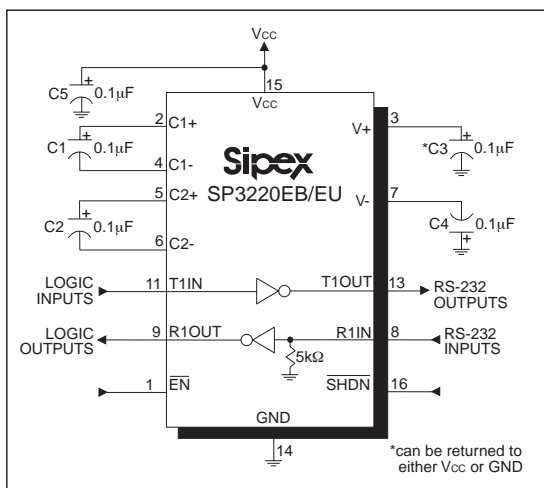 VCC
15
VCC
C5 + 0.1µF
2 C1+
C1 + 0.1µF
4 C1-
5 C2+
C2 + 0.1µF
6 C2-
Sipex
SP3220EB/EU
V+ 3
*C3 + 0.1µF
V- 7
C4 + 0.1µF
LOGIC INPUTS 11 T1IN T1OUT 13 RS-232 OUTPUTS
LOGIC OUTPUTS 9 R1OUT R1IN 8 RS-232 INPUTS
5kΩ
1 EN SHDN 16
GND
14
*can be returned to
either VCC or GND